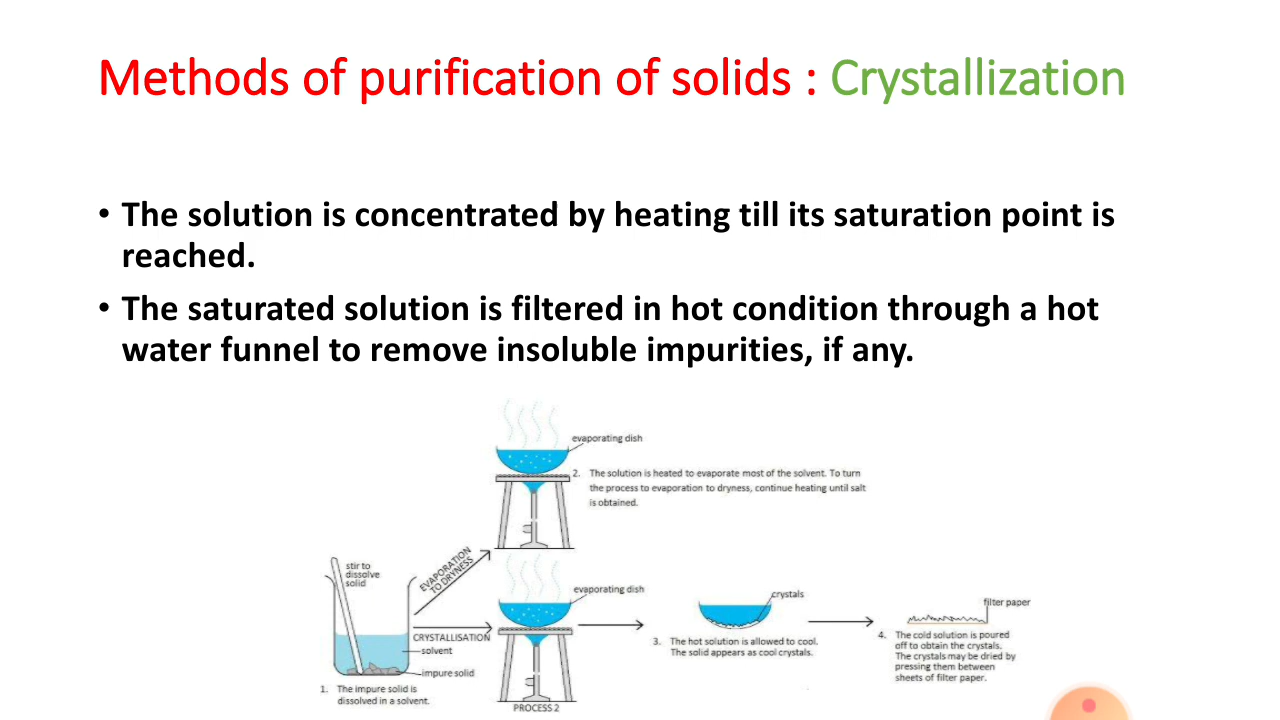 Methods of purification of solids : Crystallization
• The solution is concentrated by heating till its saturation point is
reached.
• The saturated solution is filtered in hot condition through a hot
water funnel to remove insoluble impurities, if any.
evaporating dish
2. The solution is heated to evaporate most of the solvent. To turn
the process to evaporation to dryness, continue heating until salt
is obtained.
stir to
dissolve
solid
EVAPORATION
TO DRYNESS
evaporating dish
CRYSTALLISATION
solvent
impure solid
1. The impure solid is
dissolved in a solvent.
PROCESS 2
crystals
3. The hot solution is allowed to cool.
The solid appears as cool crystals.
filter paper
4. The cold solution is poured
off to obtain the crystals.
The crystals may be dried by
pressing them between
sheets of filter paper.